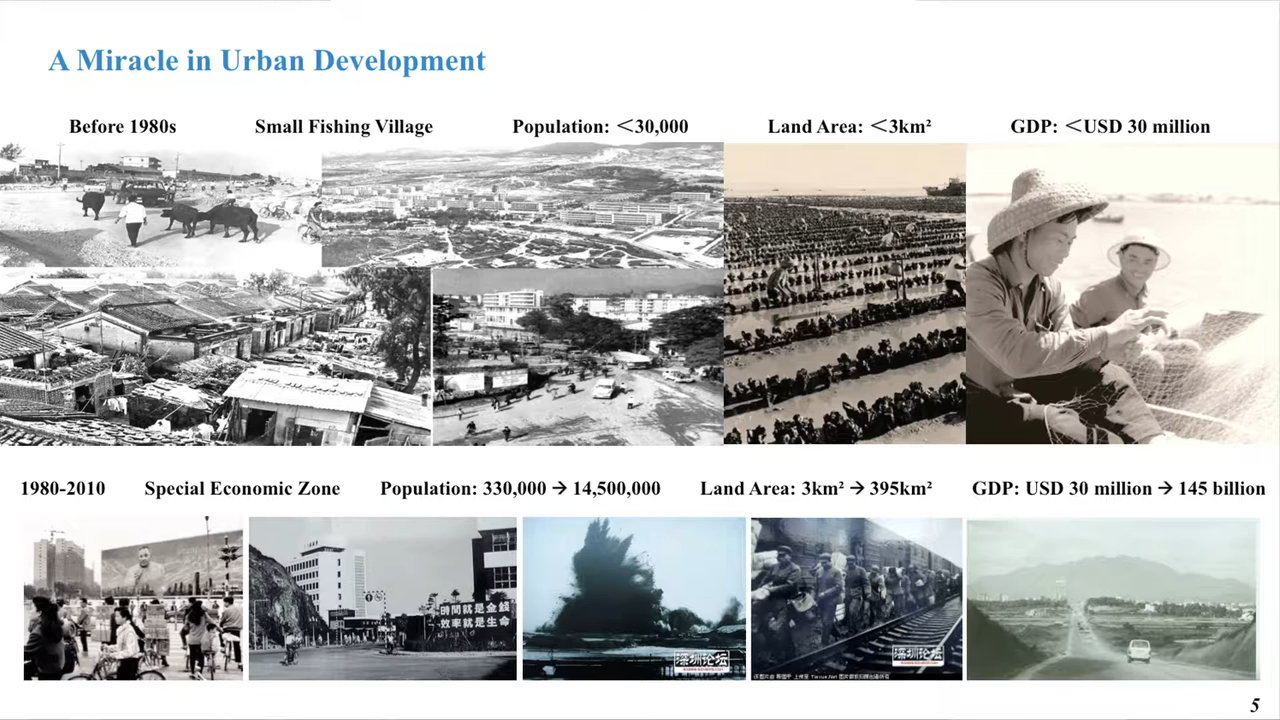 A Miracle in Urban Development
Before 1980s Small Fishing Village Population: <30,000 Land Area: <3km² GDP: <USD 30 million
1980-2010 Special Economic Zone Population: 330,000 → 14,500,000 Land Area: 3km² → 395km² GDP: USD 30 million → 145 billion
時間就是金錢
效率就是生命
深圳论坛
深圳论坛
5